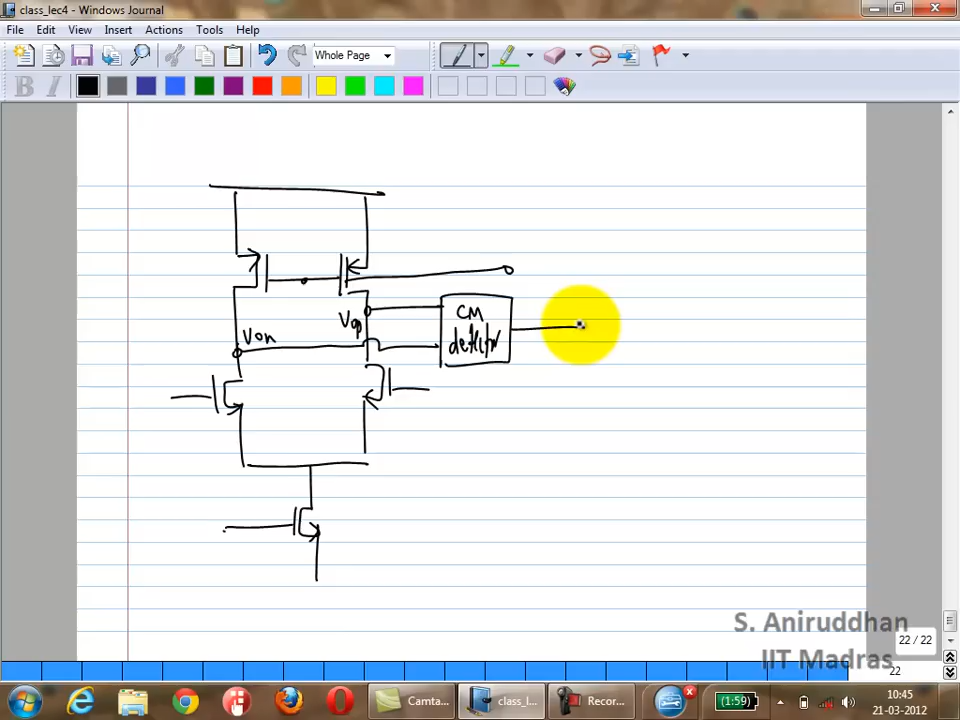 class_lec4 - Windows Journal
File Edit View Insert Actions Tools Help
Whole Page
B I
Von
Vop
CM
detector
S. Aniruddhan
IIT Madras
22 / 22
22
Camta...
class_l...
Recor...
(1:59)
10:45
21-03-2012